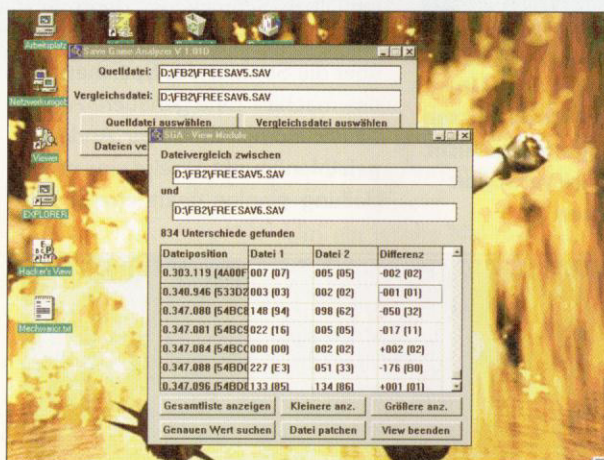 Arbeitsplatz
Save Game Analyzer V 1.01D
Quelldatei: D:\FB2\FREESAV5.SAV
Vergleichsdatei: D:\FB2\FREESAV6.SAV
Quelldatei auswählen Vergleichsdatei auswählen
Dateien ve
Viewer
EXPLORER
Hacker's View
SGA - View Module
Dateivergleich zwischen
D:\FB2\FREESAV5.SAV
und
D:\FB2\FREESAV6.SAV
834 Unterschiede gefunden
Dateiposition Datei 1 Datei 2 Differenz
0.303.119 (4A00F 007 (07) 005 (05) -002 (02)
0.340.946 (533D2 003 (03) 002 (02) -001 (01)
0.347.080 (54BC8 148 (94) 098 (62) -050 (32)
0.347.081 (54BC9 022 (16) 005 (05) -017 (11)
0.347.084 (54BCC 000 (00) 002 (02) +002 (02)
0.347.088 (54BD0 227 (E3) 051 (33) -176 (B0)
0.347.096 (54BD8 133 (85) 134 (86) +001 (01)
Gesamtliste anzeigen Kleinere anz. Größere anz.
Genauen Wert suchen Datei patchen View beenden